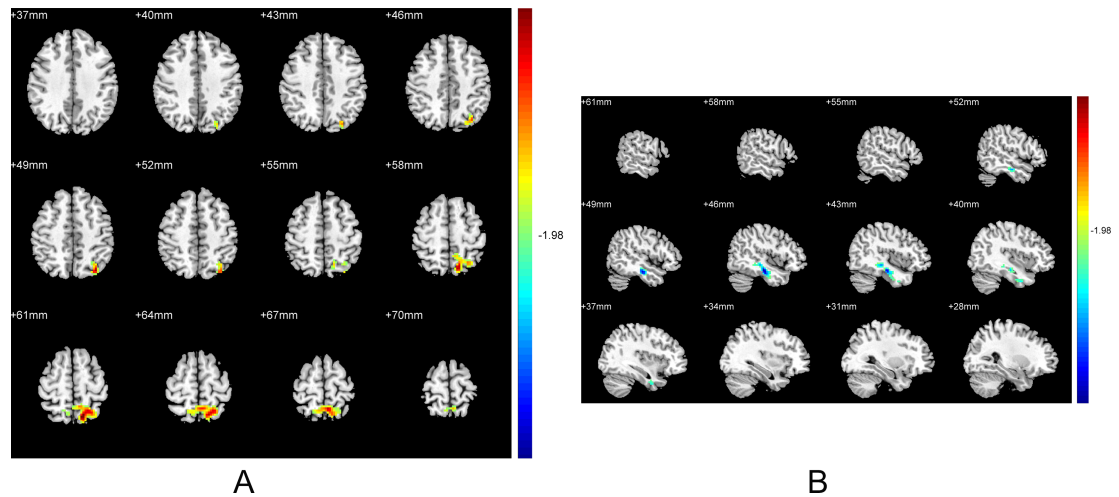 +37mm +40mm +43mm +46mm
+49mm +52mm +55mm +58mm
-1.98
+61mm +64mm +67mm +70mm
A
+61mm +58mm +55mm +52mm
+49mm +46mm +43mm +40mm
-1.98
+37mm +34mm +31mm +28mm
B